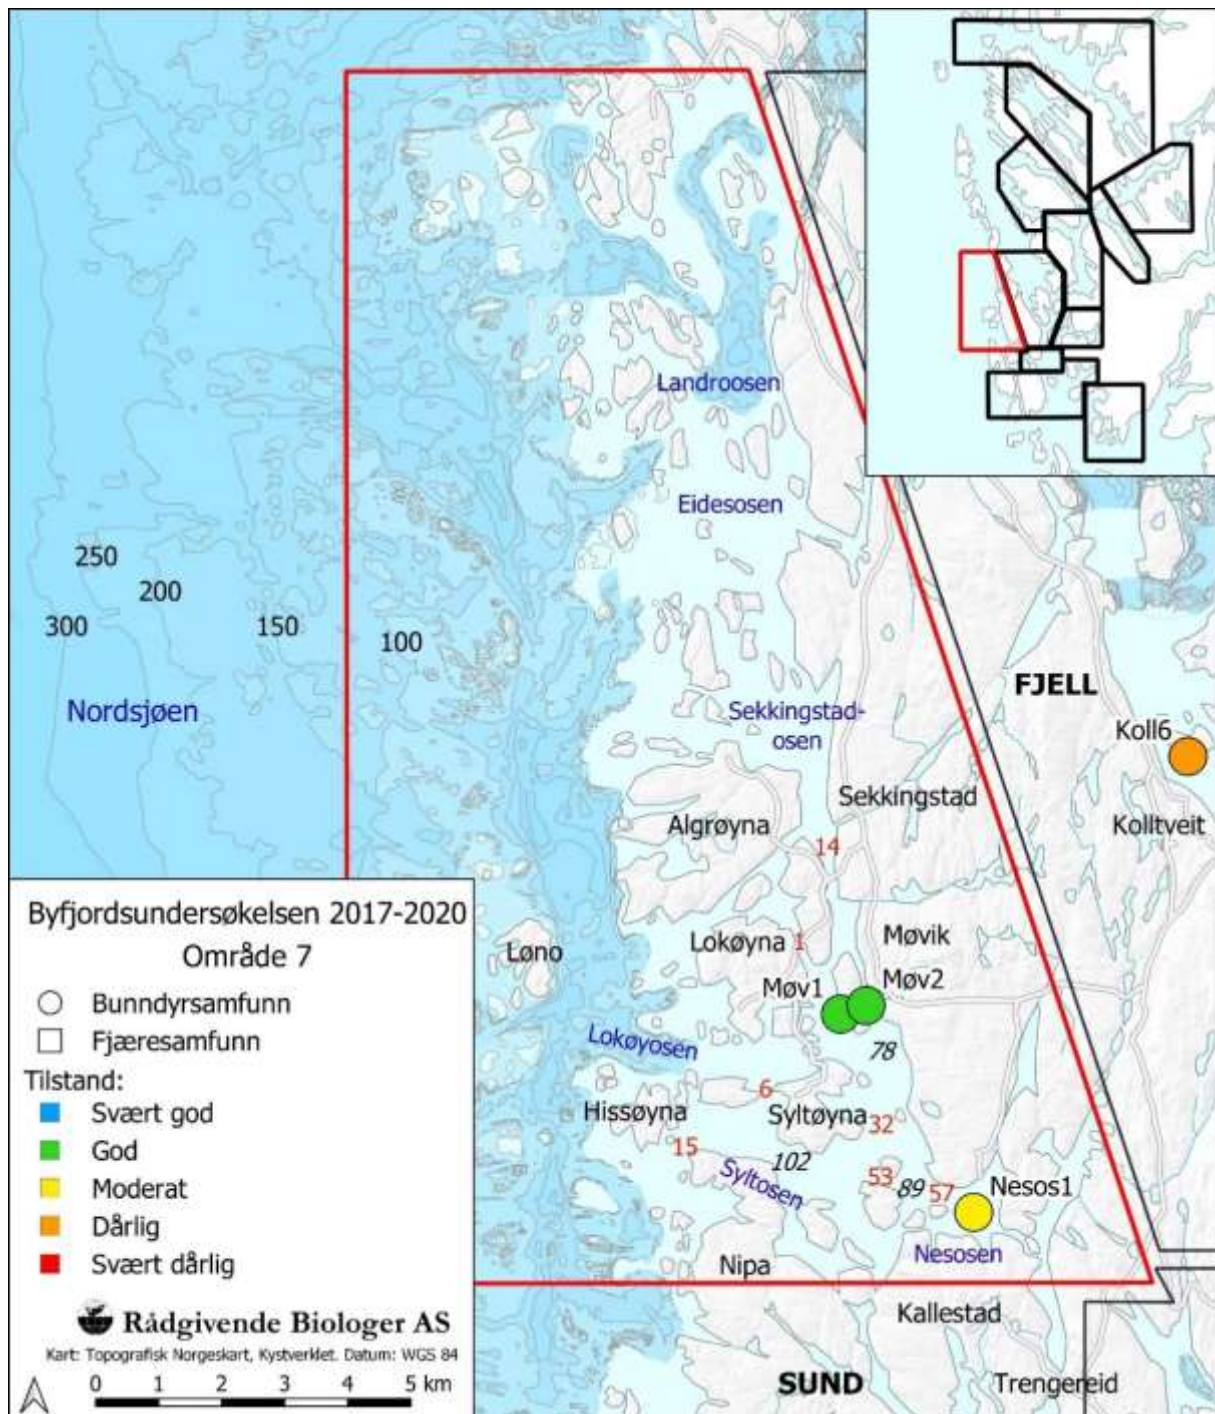 Landroosen
Eidesosen
250
200
300
150
100
Nordsjøen
FJELL
Sekkingstad-
osen
Koll6
Sekkingstad
Algrøyna
Kolltveit
14
Byfjordsundersøkelsen 2017-2020
Område 7
Bunndyrsamfunn
Fjæresamfunn
Tilstand:
Svært god
God
Moderat
Dårlig
Svært dårlig
Rådgivende Biologer AS
Kart: Topografisk Norgeskart, Kystverklet. Datum: WGS 84
0 1 2 3 4 5 km
Løno
Lokøyna
1
Møvik
Møv1
Møv2
Lokøyosen
78
6
Hissøyna
Syltøyna
32
15
102
Syltosen
53
89
57
Nesos1
Nipa
Nesosen
Kallestad
SUND
Trengereid